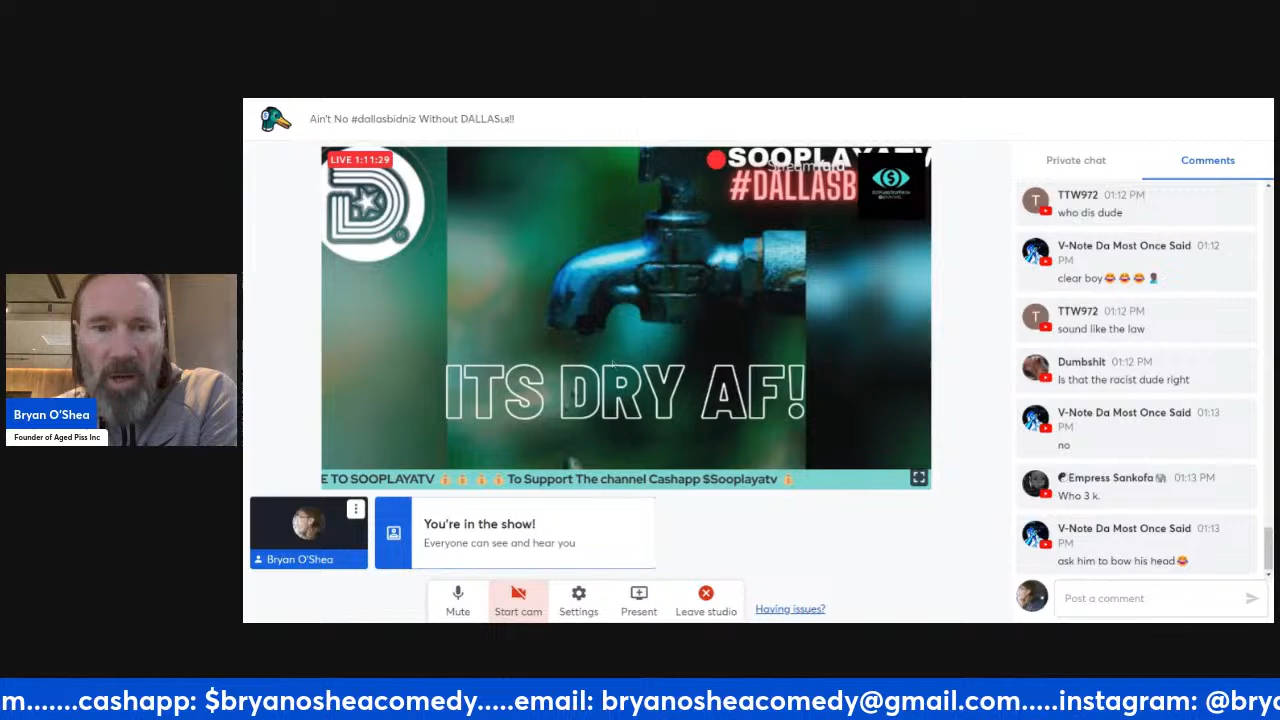 Ain't No #dallasbidniz Without DALLASLR!!
Private chat
Comments
LIVE 1:11:29
SOOPLAYATV
#DALLASB
D
ITS DRY AF!
E TO SOOPLAYATV 💰 💰 💰 💰 To Support The channel Cashapp $Sooplayatv 💰
T
TTW972 01:12 PM
who dis dude
V-Note Da Most Once Said 01:12
PM
clear boy😂😂😂
T
TTW972 01:12 PM
sound like the law
Dumbshit 01:12 PM
Is that the racist dude right
V-Note Da Most Once Said 01:13
PM
no
Empress Sankofa 01:13 PM
Who 3 k.
V-Note Da Most Once Said 01:13
PM
ask him to bow his head😂
Post a comment
Bryan O'Shea
Founder of Aged Piss Inc
Bryan O'Shea
You're in the show!
Everyone can see and hear you
Mute
Start cam
Settings
Present
Leave studio
Having issues?
m.......cashapp: $bryanosheacomedy.....email: bryanosheacomedy@gmail.com.....instagram: @bryo